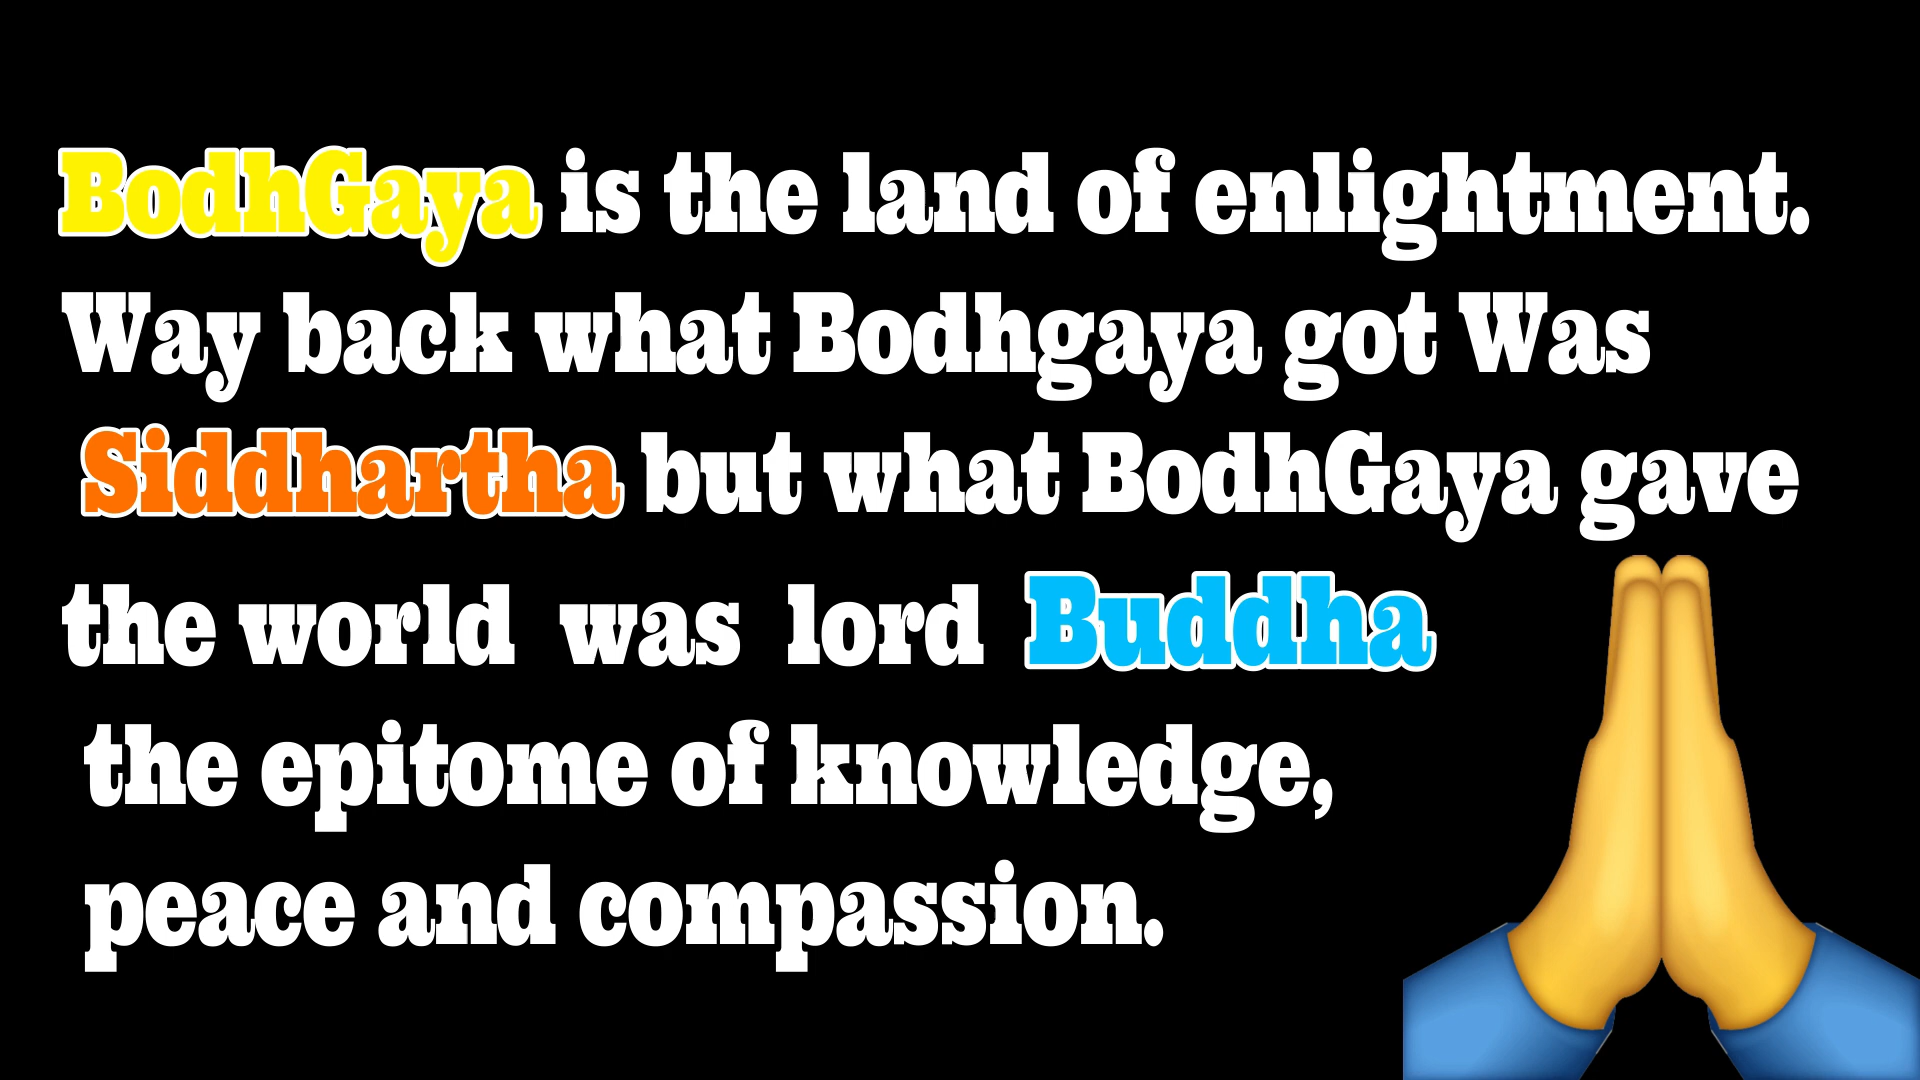 BodhGaya is the land of enlightment.
Way back what Bodhgaya got Was
Siddhartha but what BodhGaya gave
the world was lord Buddha
the epitome of knowledge,
peace and compassion.